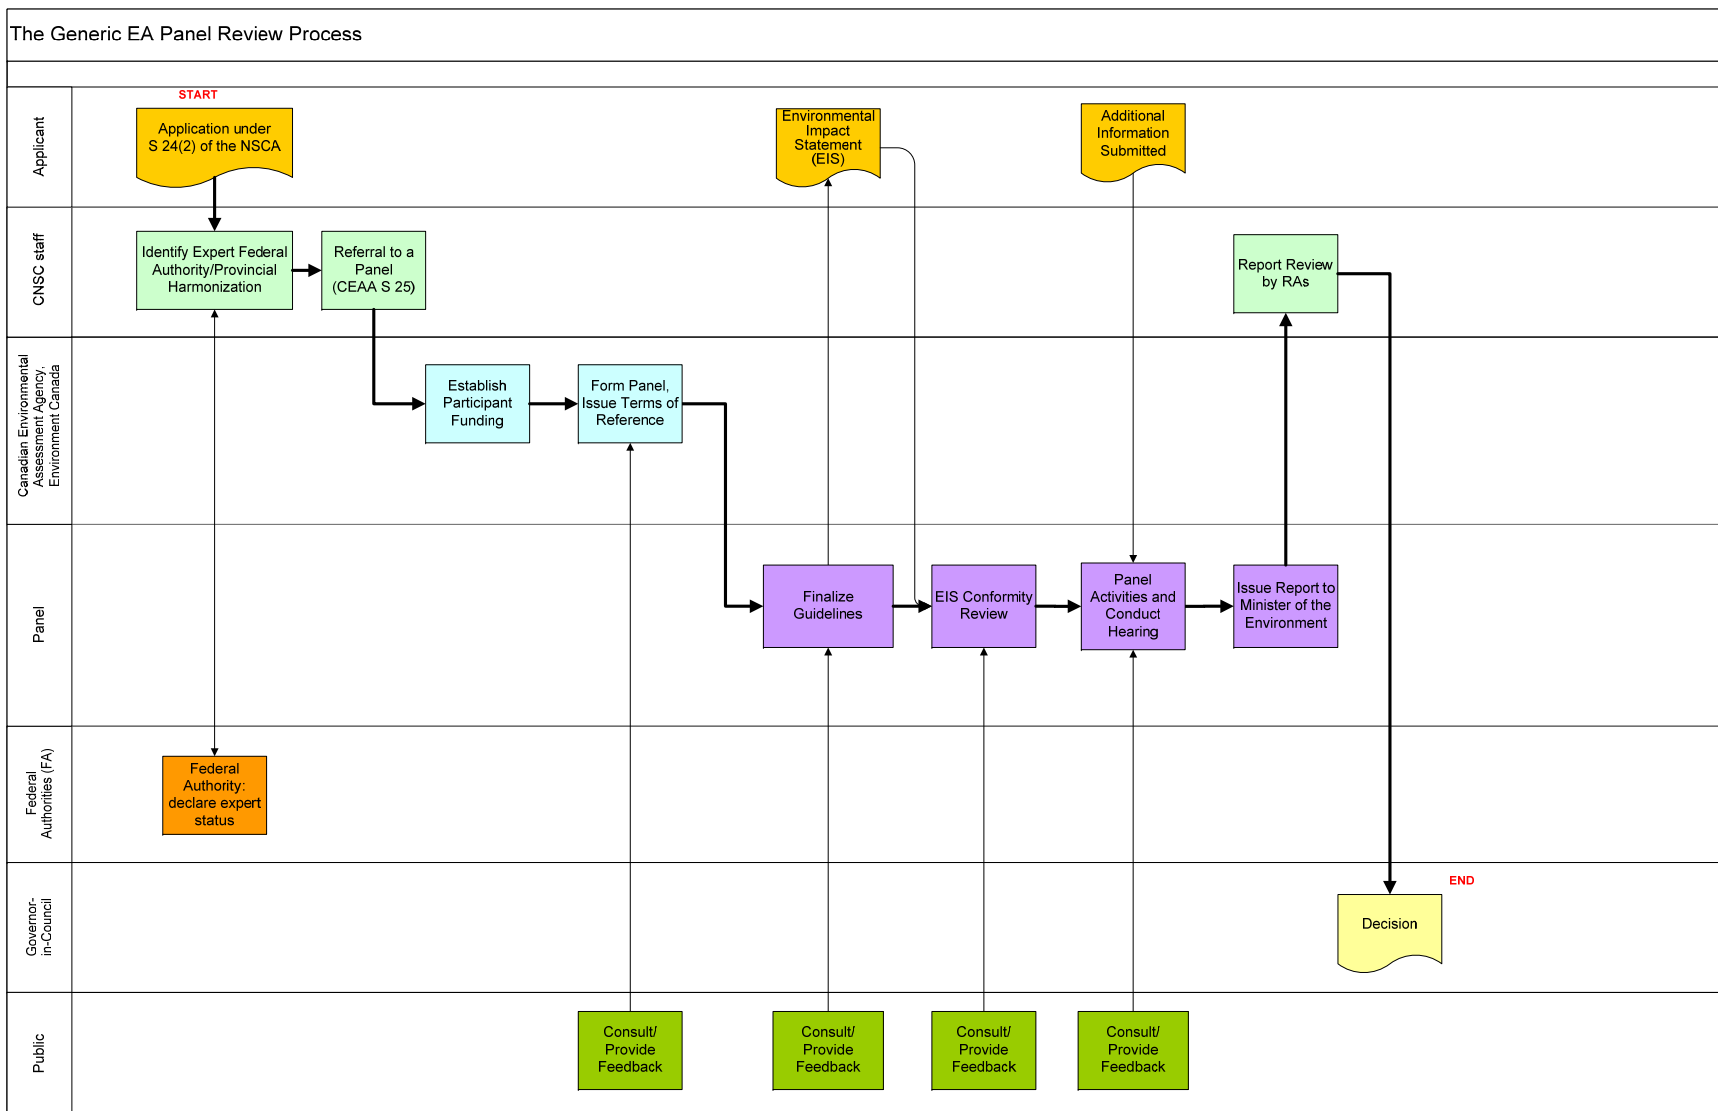 The Generic EA Panel Review Process
Applicant
START
Application under
S 24(2) of the NSCA
Environmental
Impact
Statement
(EIS)
Additional
Information
Submitted
CNSC staff
Identify Expert Federal
Authority/Provincial
Harmonization
Referral to a
Panel
(CEAA S 25)
Report Review
by RAs
Canadian Environmental
Assessment Agency,
Environment Canada
Establish
Participant
Funding
Form Panel,
Issue Terms of
Reference
Panel
Finalize
Guidelines
EIS Conformity
Review
Panel
Activities and
Conduct
Hearing
Issue Report to
Minister of the
Environment
Federal
Authorities (FA)
Federal
Authority:
declare expert
status
Governor-
in-Council
END
Decision
Public
Consult/
Provide
Feedback
Consult/
Provide
Feedback
Consult/
Provide
Feedback
Consult/
Provide
Feedback